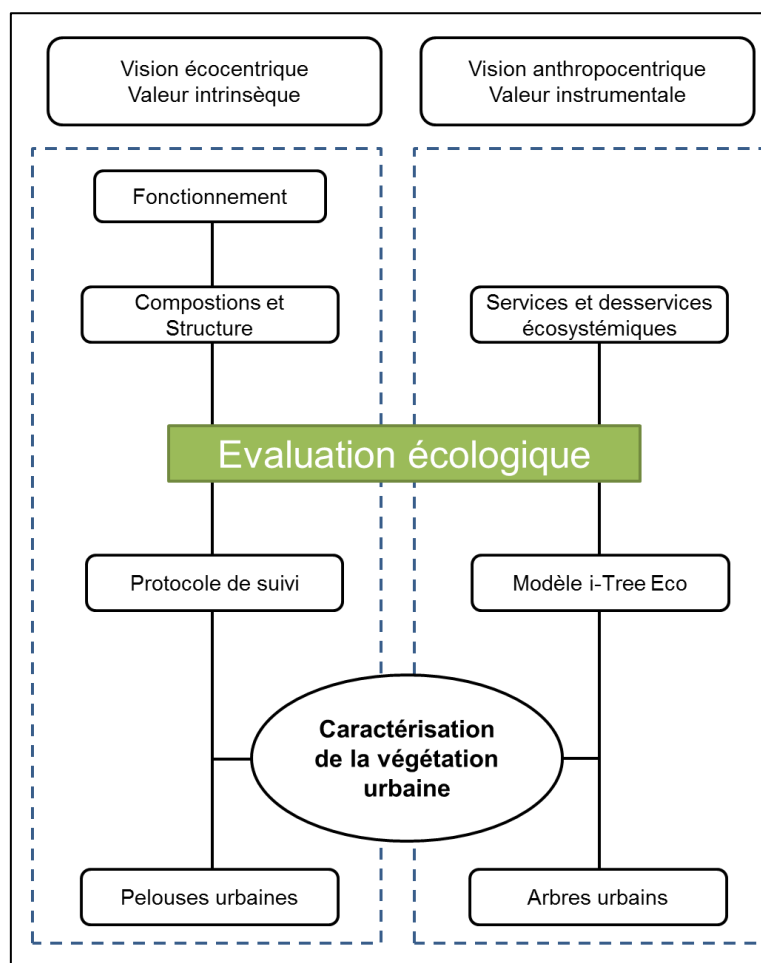 Vision écocentrique
Valeur intrinsèque
Vision anthropocentrique
Valeur instrumentale
Fonctionnement
Compostions et
Structure
Services et desservices
écosystémiques
Evaluation écologique
Protocole de suivi
Modèle i-Tree Eco
Caractérisation
de la végétation
urbaine
Pelouses urbaines
Arbres urbains